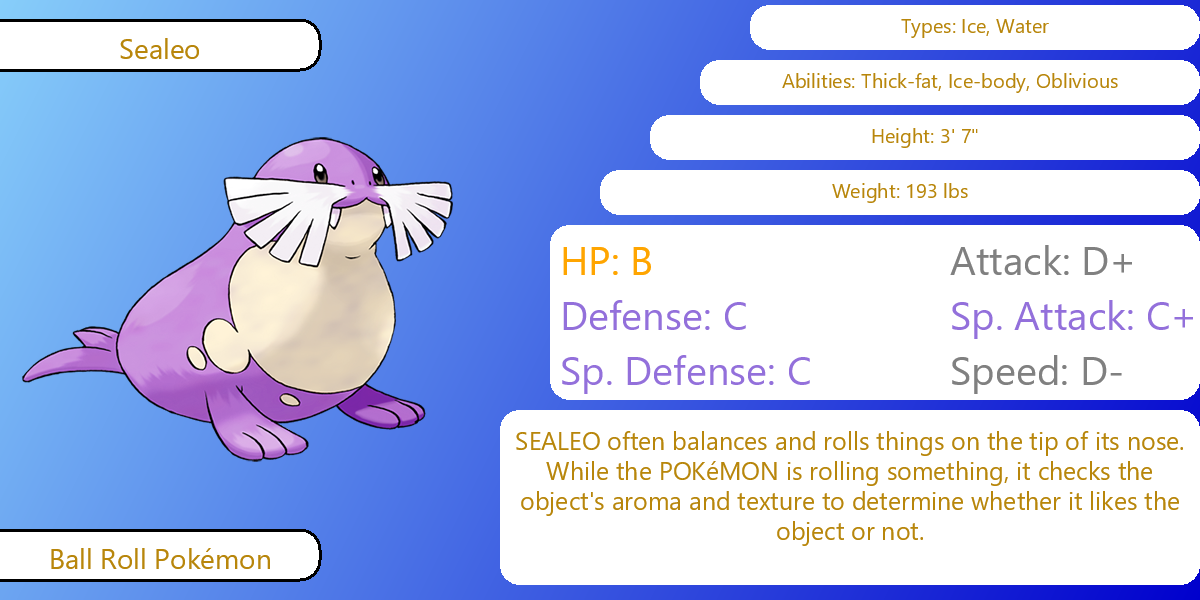 Sealeo
Types: Ice, Water
Abilities: Thick-fat, Ice-body, Oblivious
Height: 3' 7"
Weight: 193 lbs
HP: B
Attack: D+
Defense: C
Sp. Attack: C+
Sp. Defense: C
Speed: D-
SEALEO often balances and rolls things on the tip of its nose.
While the POKéMON is rolling something, it checks the
object's aroma and texture to determine whether it likes the
object or not.
Ball Roll Pokémon